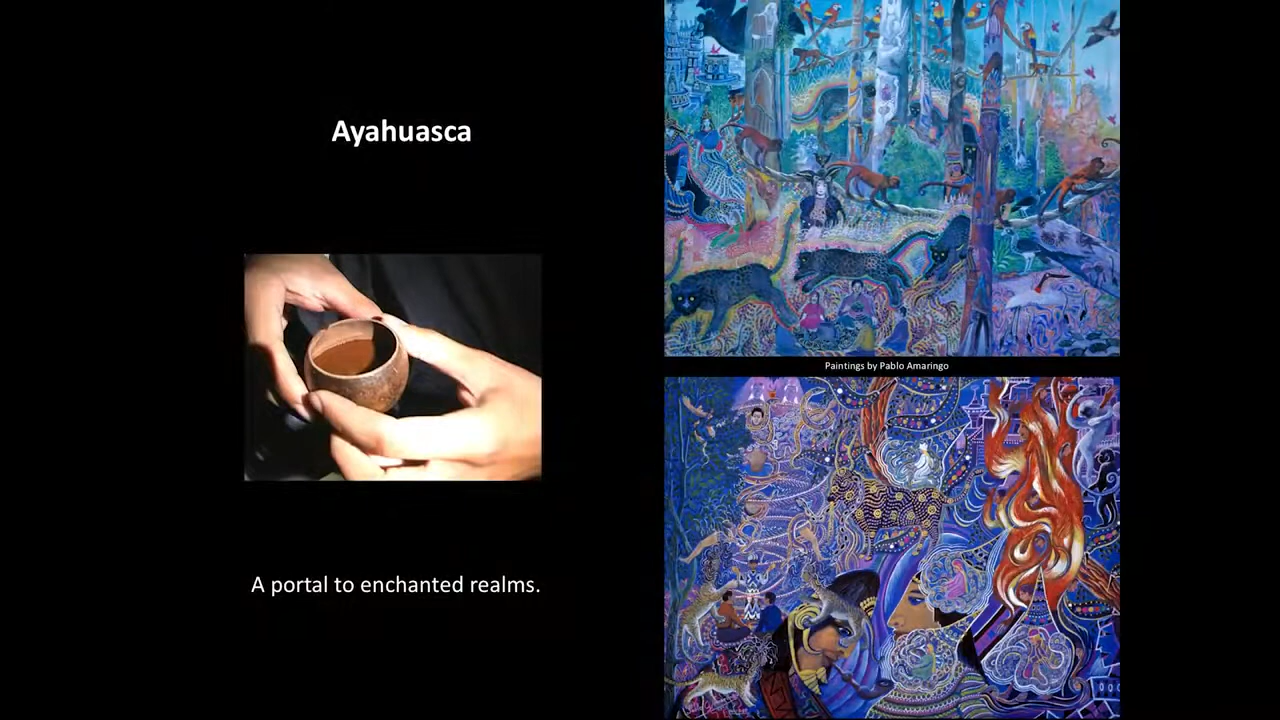 Ayahuasca
A portal to enchanted realms.
Paintings by Pablo Amaringo